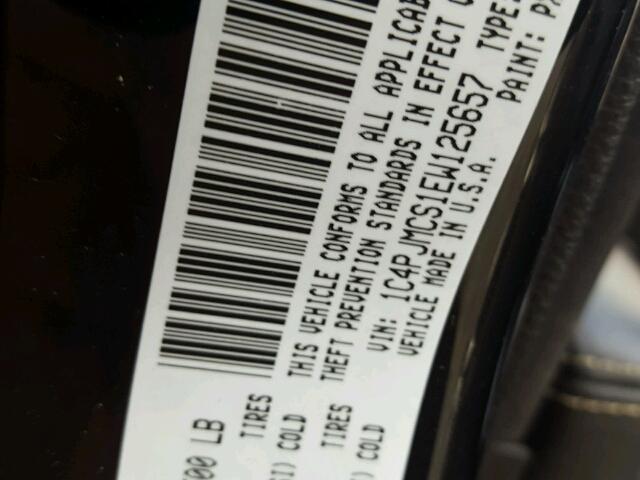 THIS VEHICLE CONFORMS TO ALL
THEFT PREVENTION STANDARDS IN EFFECT
VIN: 1C4PJMCS1EW125657 TYPE:
VEHICLE MADE IN U.S.A. PAINT:
00 LB
TIRES
COLD
TIRES
COLD